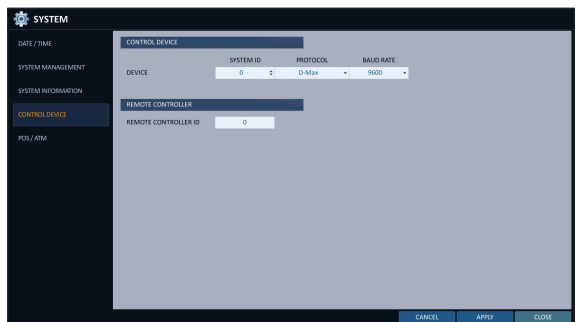 SYSTEM
DATE / TIME
SYSTEM MANAGEMENT
SYSTEM INFORMATION
CONTROL DEVICE
POS / ATM
CONTROL DEVICE
SYSTEM ID PROTOCOL BAUD RATE
DEVICE 0 D-Max 9600
REMOTE CONTROLLER
REMOTE CONTROLLER ID 0
CANCEL APPLY CLOSE